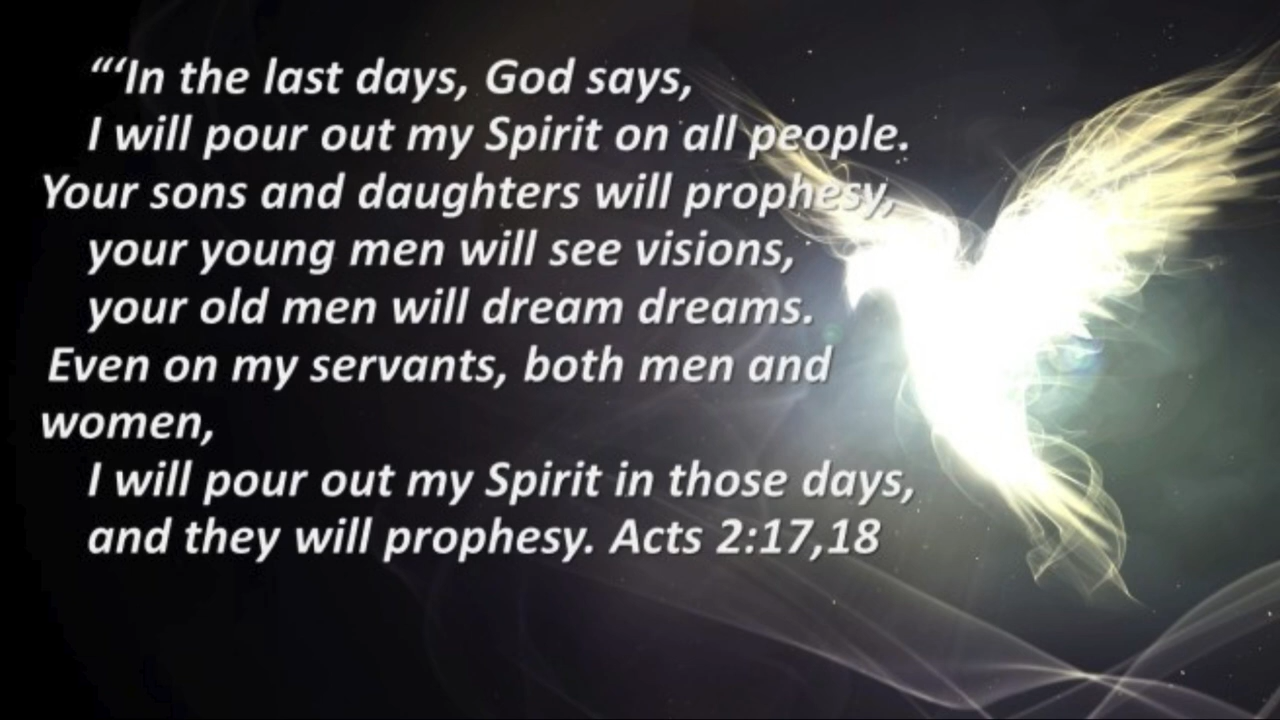 “‘In the last days, God says,
I will pour out my Spirit on all people.
Your sons and daughters will prophesy,
your young men will see visions,
your old men will dream dreams.
Even on my servants, both men and
women,
I will pour out my Spirit in those days,
and they will prophesy. Acts 2:17,18